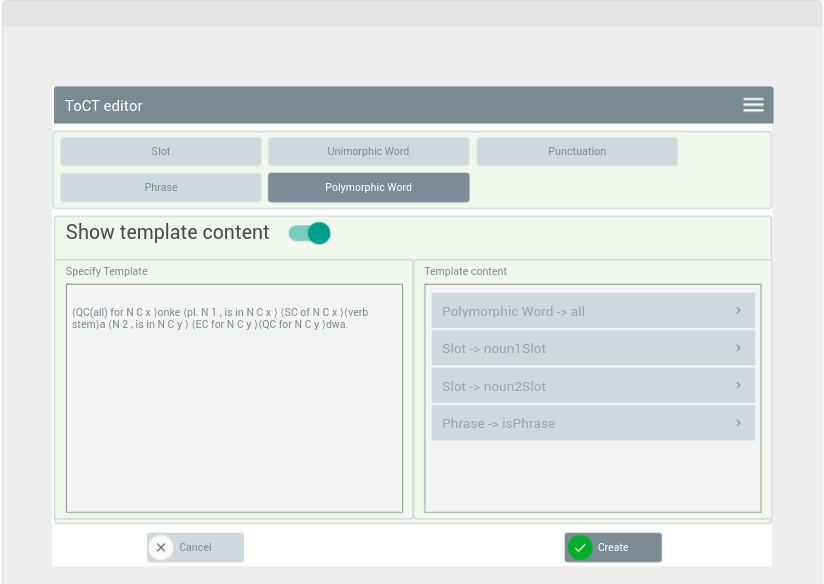 ToCT editor
Slot
Unimorphic Word
Punctuation
Phrase
Polymorphic Word
Show template content
Specify Template
⟨QC(all) for N C x ⟩onke ⟨pl. N 1 , is in N C x ⟩ ⟨SC of N C x ⟩⟨verb
stem⟩a ⟨N 2 , is in N C y ⟩ ⟨EC for N C y ⟩⟨QC for N C y ⟩dwa.
Template content
Polymorphic Word -> all
Slot -> noun1Slot
Slot -> noun2Slot
Phrase -> isPhrase
Cancel
Create